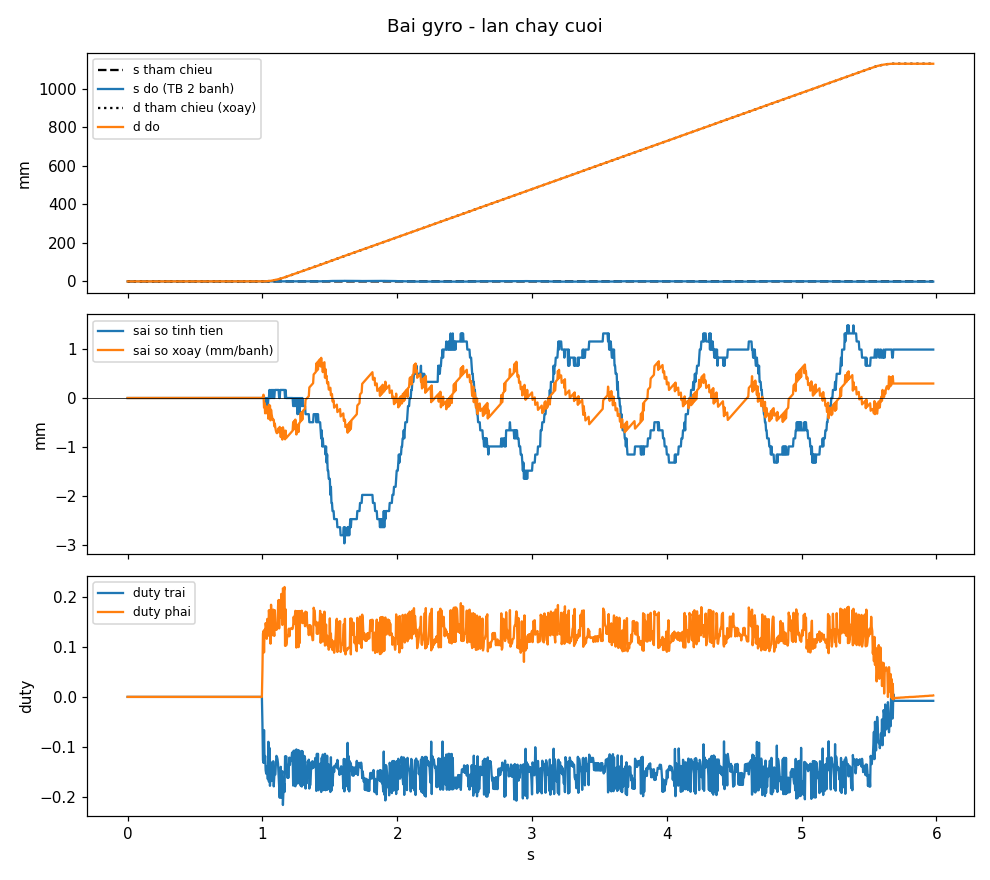 Bai gyro - lan chay cuoi
s tham chieu
s do (TB 2 banh)
d tham chieu (xoay)
d do
mm
1000
800
600
400
200
0
sai so tinh tien
sai so xoay (mm/banh)
mm
1
0
−1
−2
−3
duty trai
duty phai
duty
0.2
0.1
0.0
−0.1
−0.2
0 1 2 3 4 5 6
s